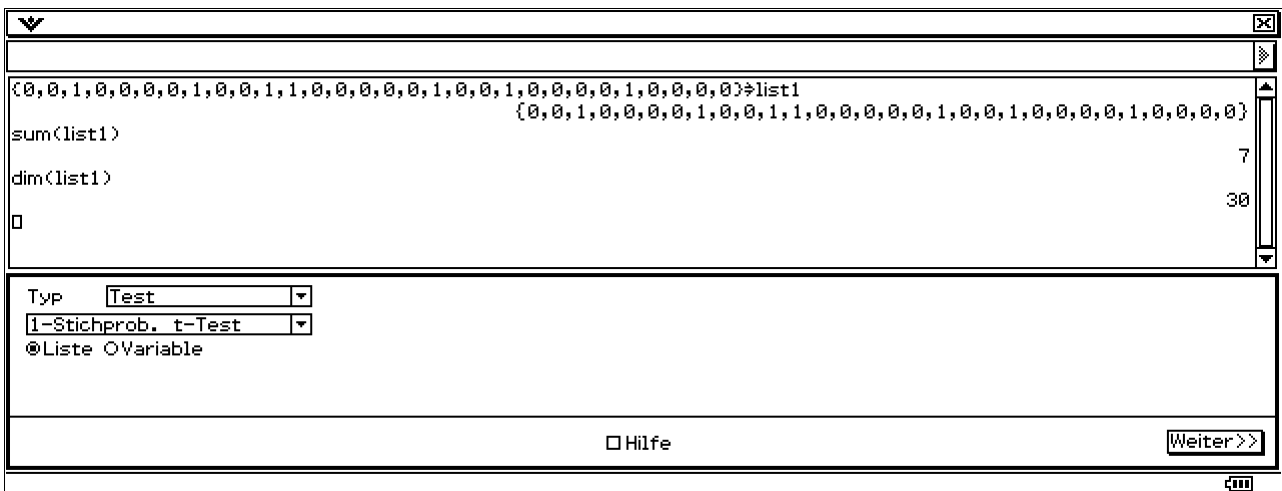 {0,0,1,0,0,0,0,1,0,0,1,1,0,0,0,0,0,1,0,0,1,0,0,0,0,1,0,0,0,0}⇒list1
{0,0,1,0,0,0,0,1,0,0,1,1,0,0,0,0,0,1,0,0,1,0,0,0,0,1,0,0,0,0}
sum(list1)
7
dim(list1)
30
Typ Test
1-Stichprob. t-Test
Liste Variable
Hilfe
Weiter>>